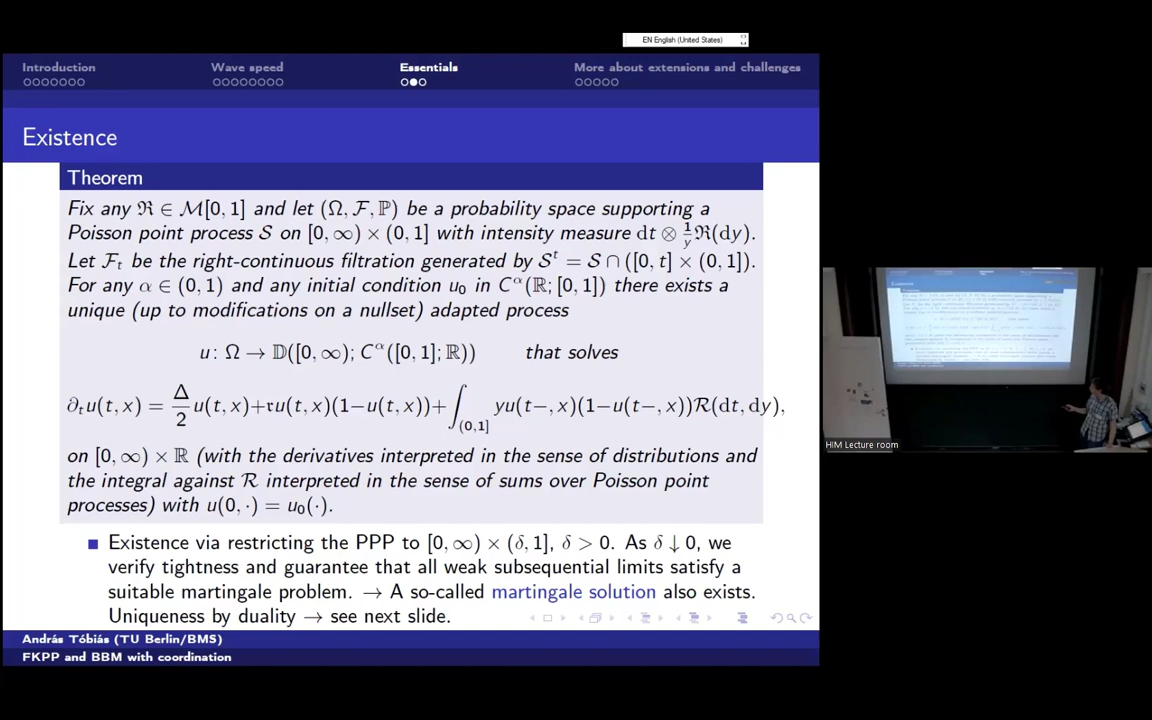 EN English (United States)
Introduction Wave speed Essentials More about extensions and challenges
Existence
Theorem
Fix any ℜ ∈ ℳ[0, 1] and let (Ω, ℱ, ℙ) be a probability space supporting a
Poisson point process 𝒮 on [0, ∞) × (0, 1] with intensity measure dt ⊗ 1/y ℜ(dy).
Let ℱₜ be the right-continuous filtration generated by 𝒮ᵗ = 𝒮 ∩ ([0, t] × (0, 1]).
For any α ∈ (0, 1) and any initial condition u₀ in Cᵅ(ℝ; [0, 1]) there exists a
unique (up to modifications on a nullset) adapted process
u: Ω → 𝔻([0, ∞); Cᵅ([0, 1]; ℝ)) that solves
∂ₜu(t, x) = Δ/2 u(t, x)+𝔯u(t, x)(1−u(t, x))+∫(0,1] yu(t−, x)(1−u(t−, x))ℛ(dt, dy),
on [0, ∞) × ℝ (with the derivatives interpreted in the sense of distributions and
the integral against ℛ interpreted in the sense of sums over Poisson point
processes) with u(0, ·) = u₀(·).
Existence via restricting the PPP to [0, ∞) × (δ, 1], δ > 0. As δ ↓ 0, we
verify tightness and guarantee that all weak subsequential limits satisfy a
suitable martingale problem. → A so-called martingale solution also exists.
Uniqueness by duality → see next slide.
András Tóbiás (TU Berlin/BMS)
FKPP and BBM with coordination
HIM Lecture room